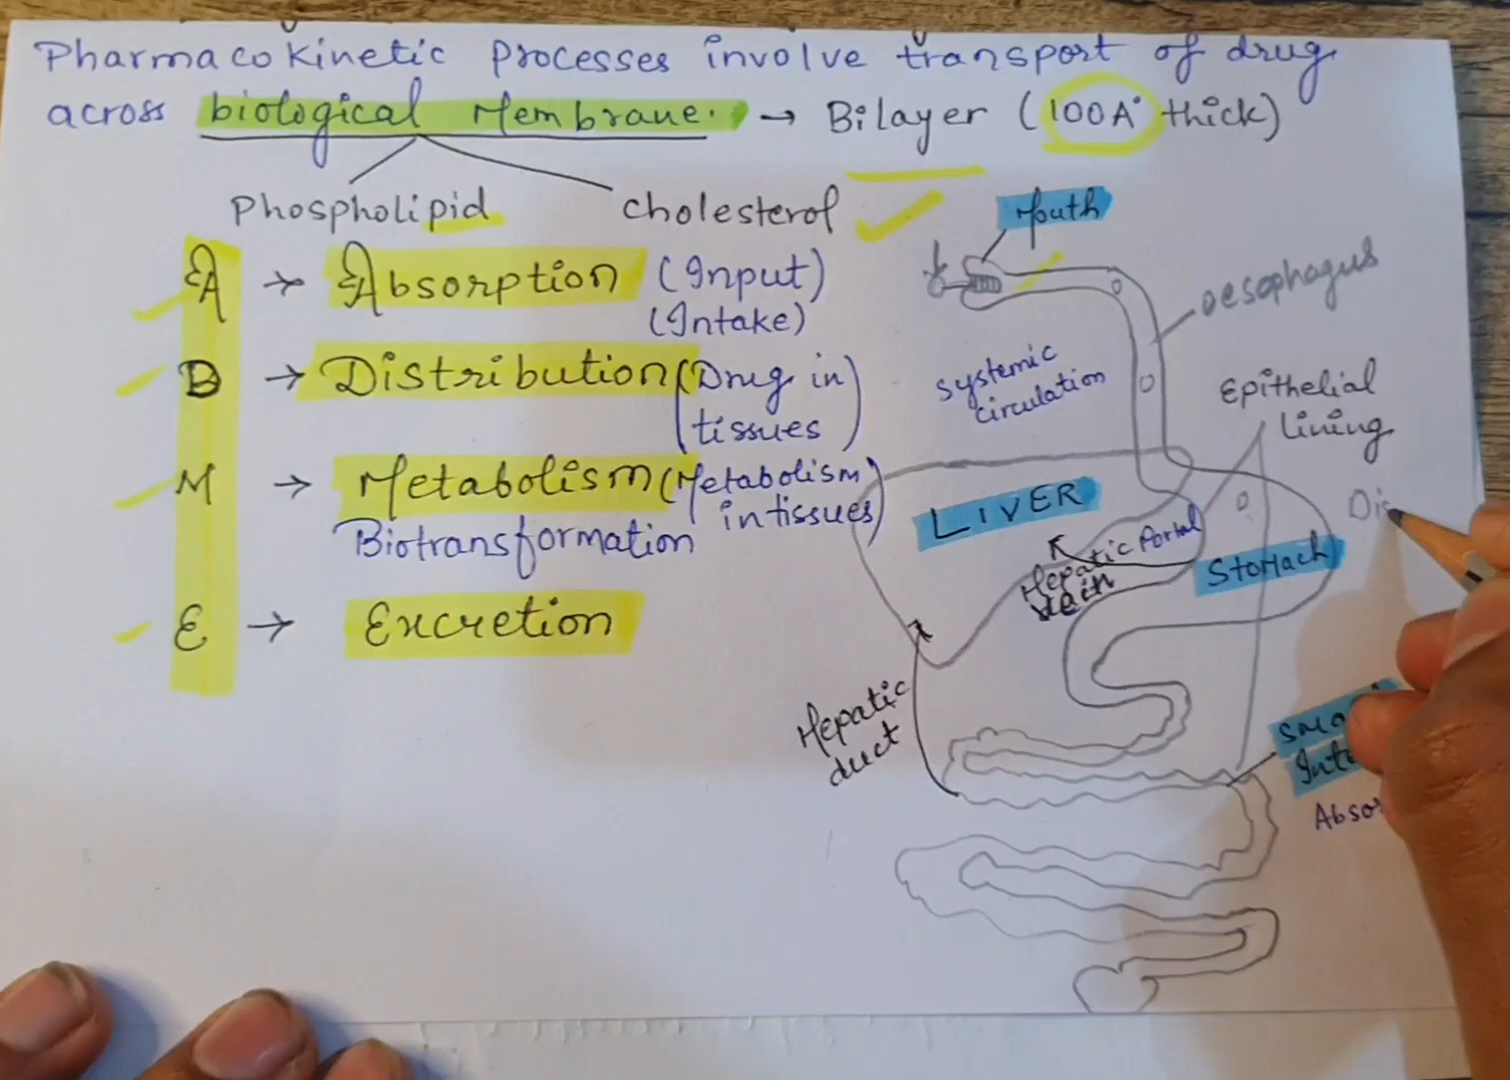 Pharmacokinetic Processes involve transport of drug
across biological Membrane. → Bilayer (100A° thick)
Phospholipid
cholesterol
Mouth
A → Absorption (Input)
(Intake)
oesophagus
D → Distribution (Drug in
tissues)
systemic
circulation
Epithelial
lining
M → Metabolism (Metabolism
in tissues)
Biotransformation
LIVER
Hepatic Portal
Vein
Stomach
Di
E → Excretion
Hepatic
duct